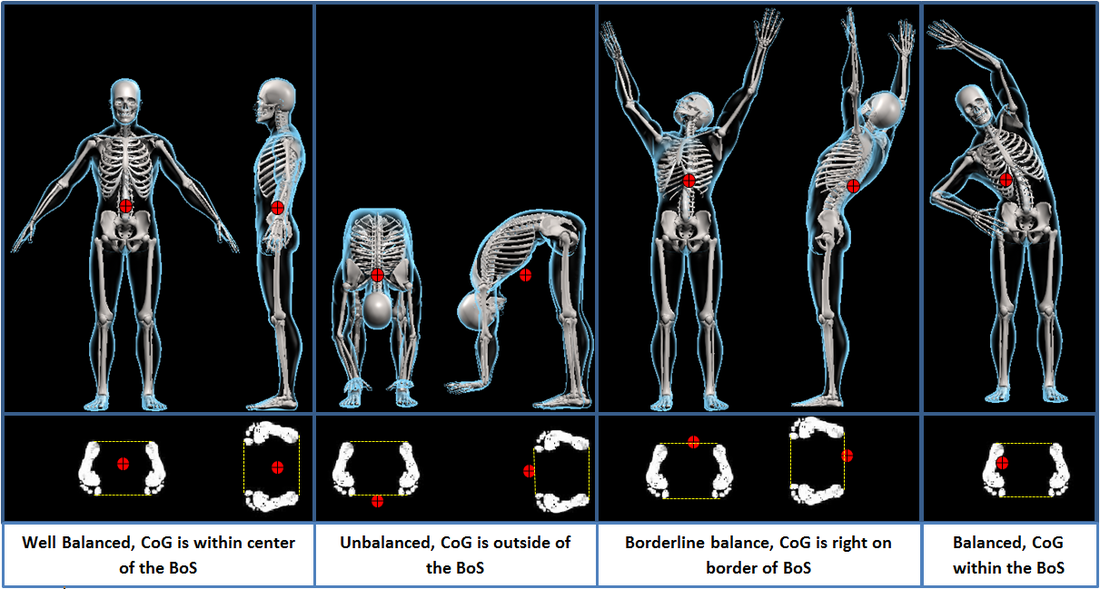 Well Balanced, CoG is within center
of the BoS
Unbalanced, CoG is outside of
the BoS
Borderline balance, CoG is right on
border of BoS
Balanced, CoG
within the BoS